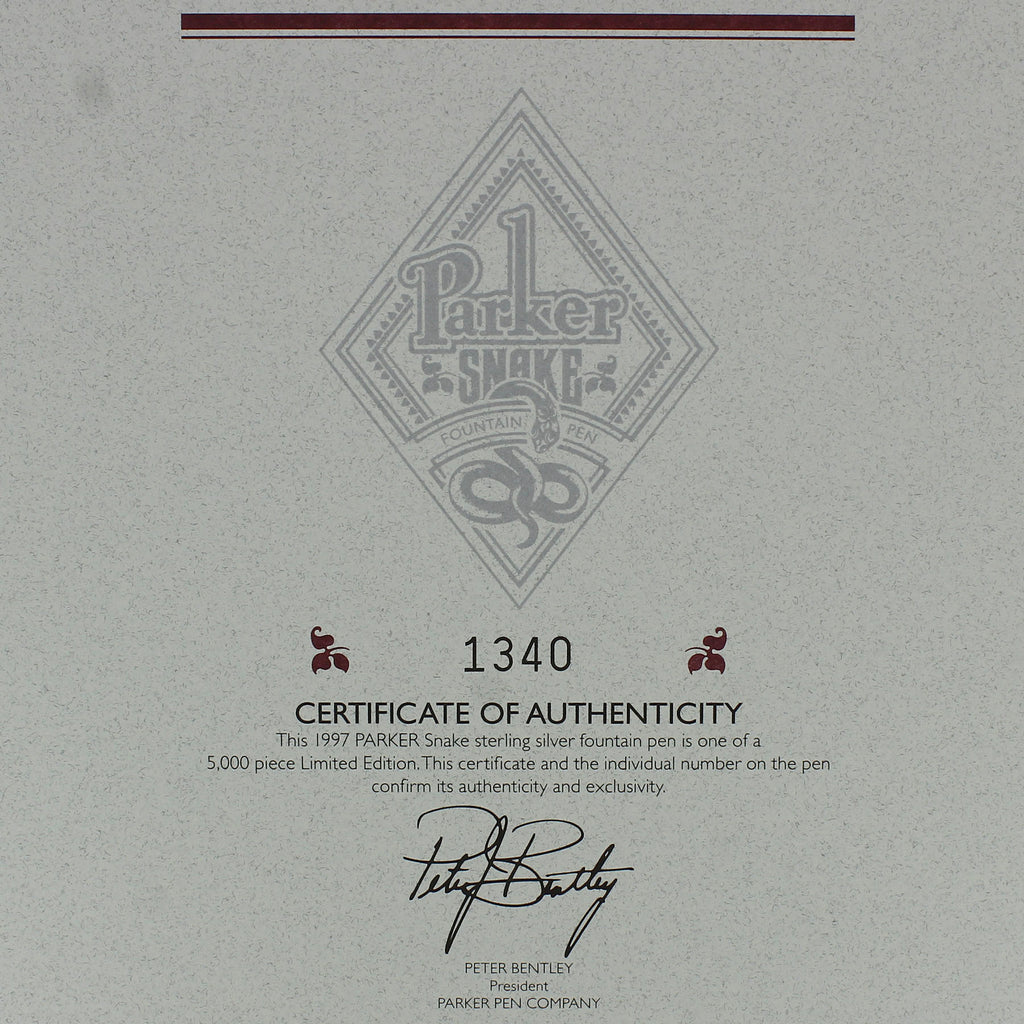 Parker
SNAKE
FOUNTAIN PEN
1340
CERTIFICATE OF AUTHENTICITY
This 1997 PARKER Snake sterling silver fountain pen is one of a
5,000 piece Limited Edition. This certificate and the individual number on the pen
confirm its authenticity and exclusivity.
Peter J Bentley
PETER BENTLEY
President
PARKER PEN COMPANY